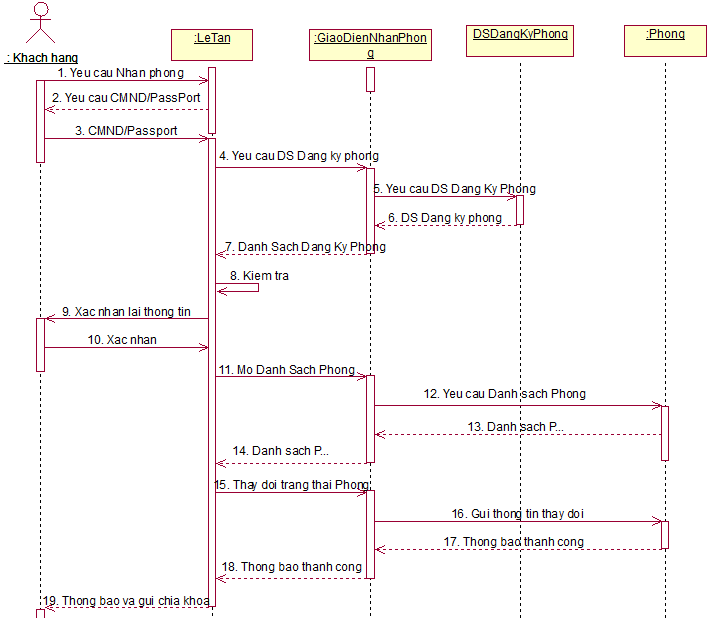 : Khach hang
:LeTan
:GiaoDienNhanPhon
g
DSDangKyPhong
:Phong
1. Yeu cau Nhan phong
2. Yeu cau CMND/PassPort
3. CMND/Passport
4. Yeu cau DS Dang ky phong
5. Yeu cau DS Dang Ky Phong
6. DS Dang ky phong
7. Danh Sach Dang Ky Phong
8. Kiem tra
9. Xac nhan lai thong tin
10. Xac nhan
11. Mo Danh Sach Phong
12. Yeu cau Danh sach Phong
13. Danh sach P...
14. Danh sach P...
15. Thay doi trang thai Phong
16. Gui thong tin thay doi
17. Thong bao thanh cong
18. Thong bao thanh cong
19. Thong bao va gui chia khoa